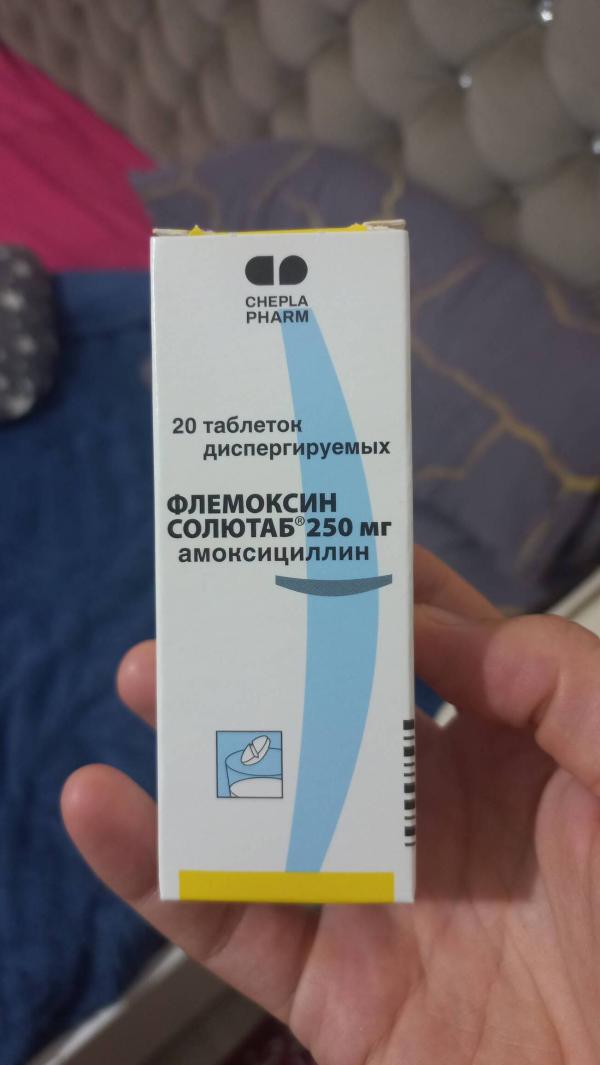 CHEPLA
PHARM
20 таблеток
диспергируемых
ФЛЕМОКСИН
СОЛЮТАБ® 250 мг
амоксициллин